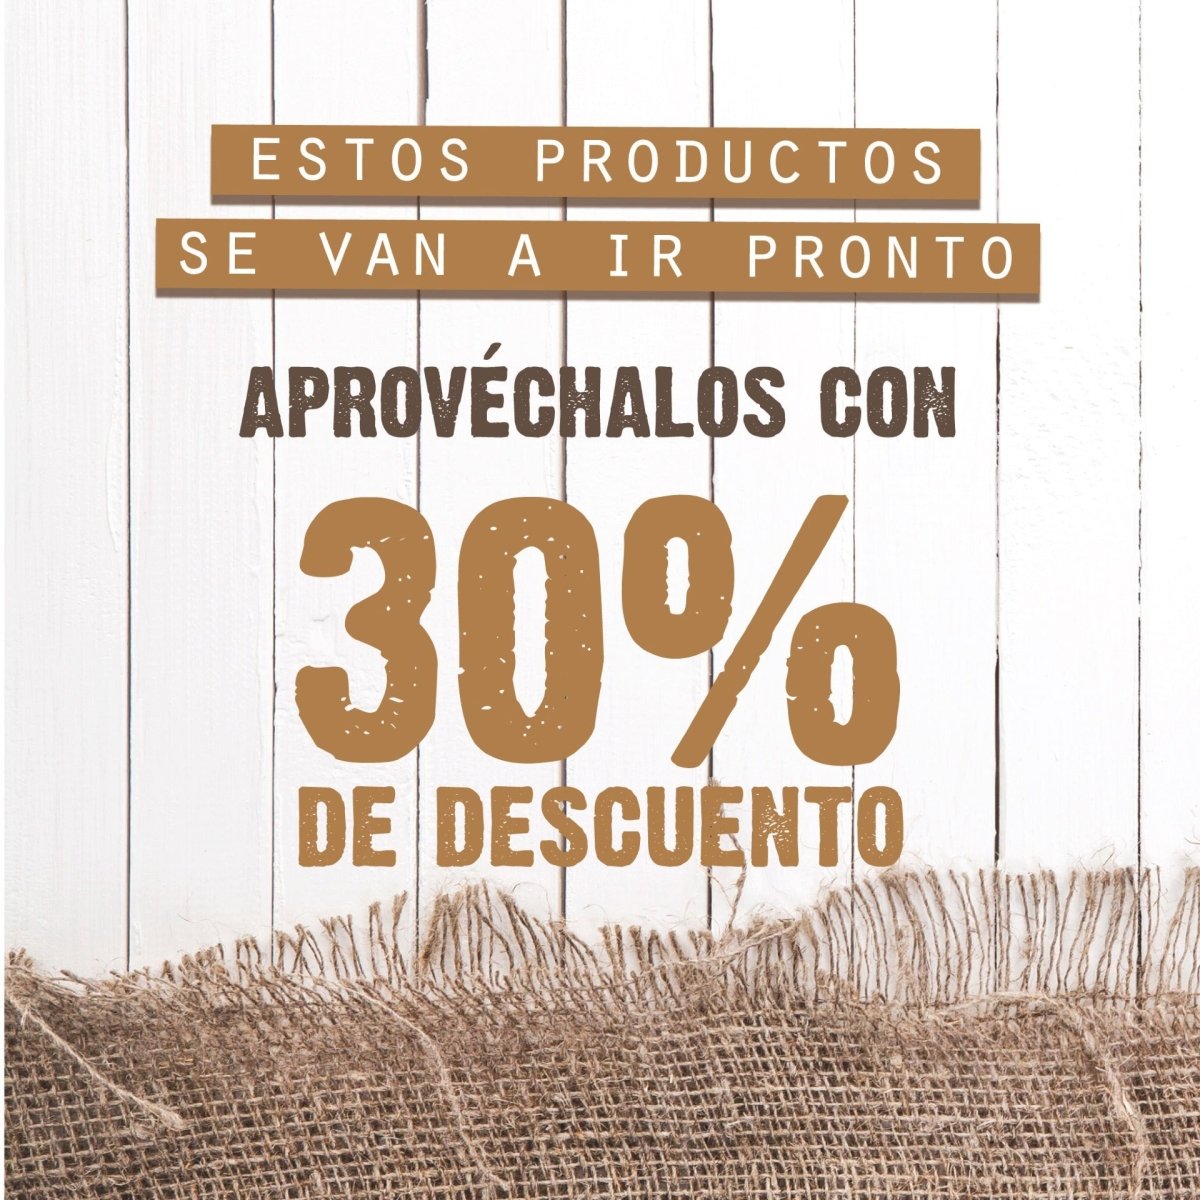 ESTOS PRODUCTOS
SE VAN A IR PRONTO
APROVÉCHALOS CON
30%
DE DESCUENTO